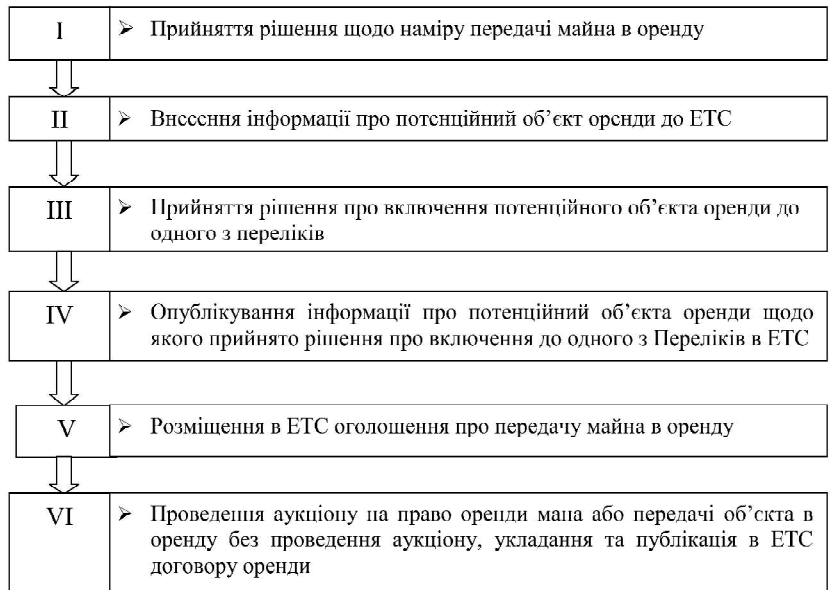 I
➢ Прийняття рішення щодо наміру передачі майна в оренду
II
➢ Внесення інформації про потенційний об’єкт оренди до ЕТС
III
➢ Прийняття рішення про включення потенційного об’єкта оренди до
одного з переліків
IV
➢ Опублікування інформації про потенційний об’єкта оренди щодо
якого прийнято рішення про включення до одного з Переліків в ЕТС
V
➢ Розміщення в ЕТС оголошення про передачу майна в оренду
VI
➢ Проведення аукціону на право оренди мана або передачі об’єкта в
оренду без проведення аукціону, укладання та публікація в ЕТС
договору оренди